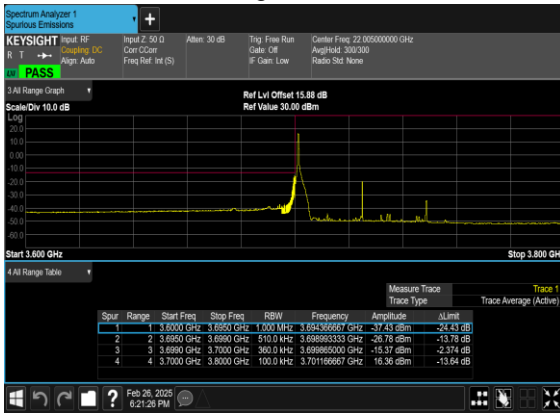 Spectrum Analyzer 1
Spurious Emissions
KEYSIGHT Input: RF Input Z: 50 Ω Atten: 30 dB Trig: Free Run Center Freq: 22.005000000 GHz
R T Coupling: DC Corr CCorr Gate: Off Avg|Hold: 300/300
Align: Auto Freq Ref: Int (S) IF Gain: Low Radio Std: None
PASS
3 All Range Graph
Ref Lvl Offset 15.88 dB
Scale/Div 10.0 dB Ref Value 30.00 dBm
Log
20.0
10.0
0.00
-10.0
-20.0
-30.0
-40.0
-50.0
-60.0
Start 3.600 GHz Stop 3.800 GH
4 All Range Table
Measure Trace Trace 1
Trace Type Trace Average (Active)
Spur Range Start Freq Stop Freq RBW Frequency Amplitude ΔLimit
1 1 3.6000 GHz 3.6950 GHz 1.000 MHz 3.694366667 GHz -37.43 dBm -24.43 dB
2 2 3.6950 GHz 3.6990 GHz 510.0 kHz 3.698993333 GHz -26.78 dBm -13.78 dB
3 3 3.6990 GHz 3.7000 GHz 360.0 kHz 3.699865000 GHz -15.37 dBm -2.374 dB
4 4 3.7000 GHz 3.8000 GHz 100.0 kHz 3.701166667 GHz 16.36 dBm -13.64 dB
Feb 26, 2025
6:21:26 PM